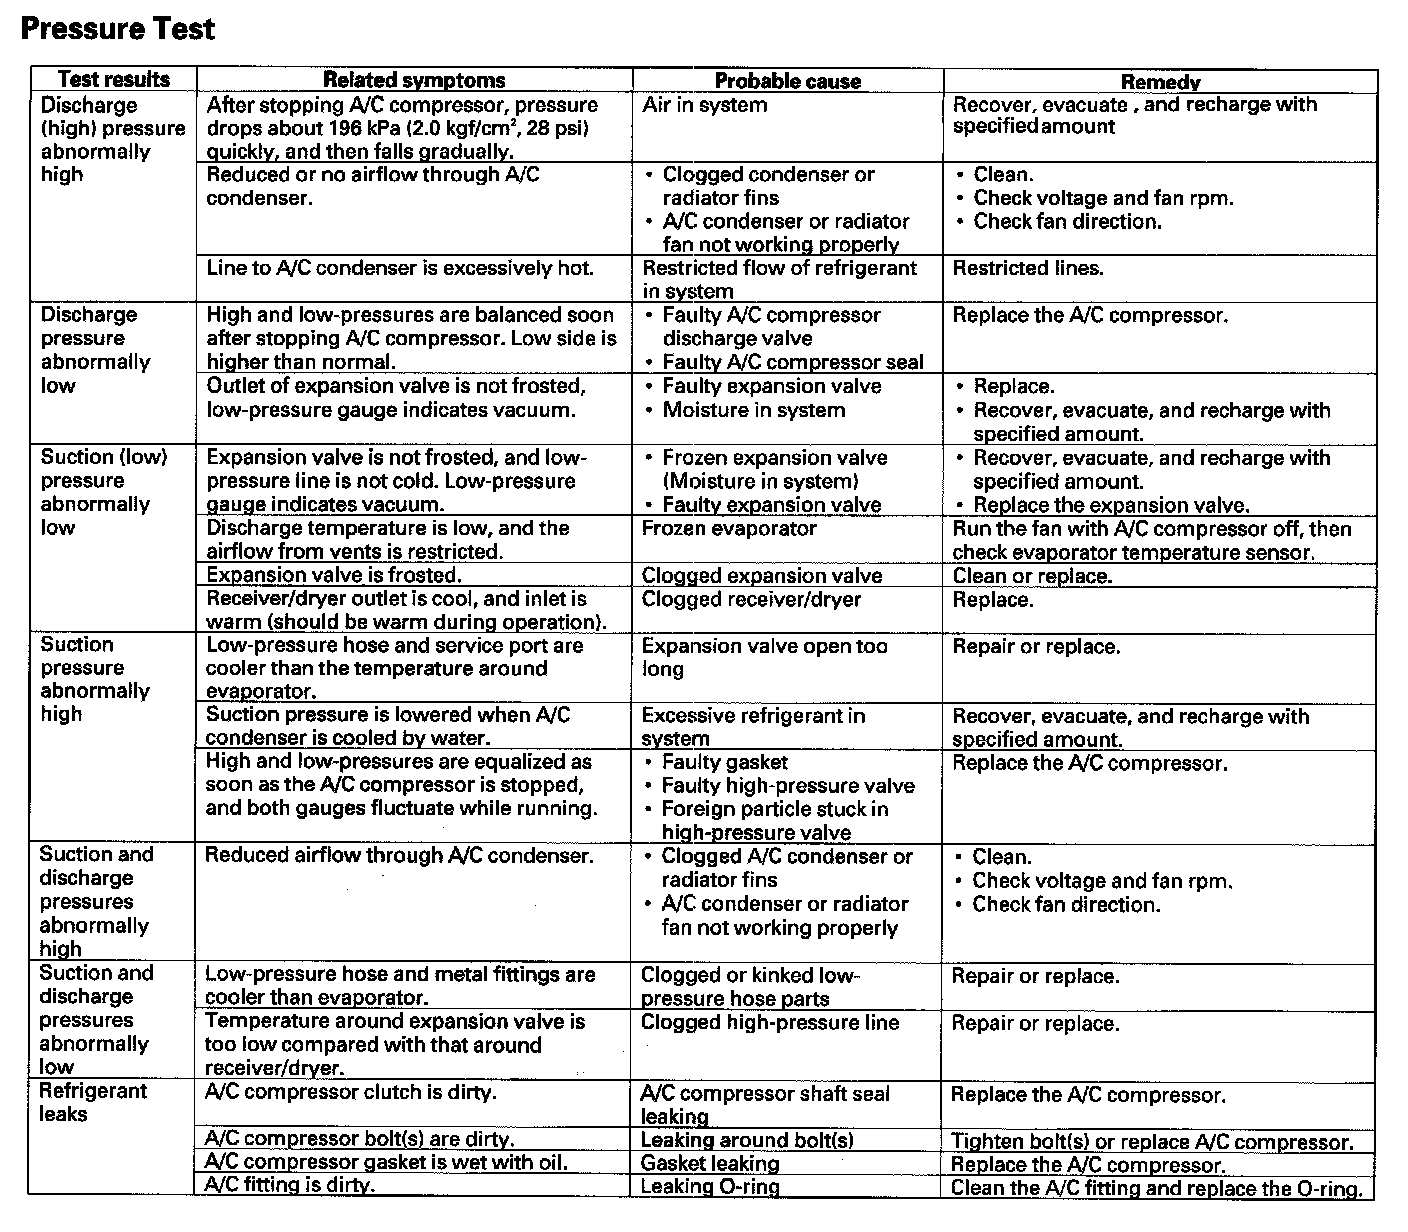 Pressure Test
Test results
Related symptoms
Probable cause
Remedy
Discharge
(high) pressure
abnormally
high
After stopping A/C compressor, pressure
drops about 196 kPa (2.0 kgf/cm², 28 psi)
quickly, and then falls gradually.
Air in system
Recover, evacuate , and recharge with
specified amount
Reduced or no airflow through A/C
condenser.
• Clogged condenser or
radiator fins
• A/C condenser or radiator
fan not working properly
• Clean.
• Check voltage and fan rpm.
• Check fan direction.
Line to A/C condenser is excessively hot.
Restricted flow of refrigerant
in system
Restricted lines.
Discharge
pressure
abnormally
low
High and low-pressures are balanced soon
after stopping A/C compressor. Low side is
higher than normal.
• Faulty A/C compressor
discharge valve
• Faulty A/C compressor seal
Replace the A/C compressor.
Outlet of expansion valve is not frosted,
low-pressure gauge indicates vacuum.
• Faulty expansion valve
• Moisture in system
• Replace.
• Recover, evacuate, and recharge with
specified amount.
Suction (low)
pressure
abnormally
low
Expansion valve is not frosted, and low-
pressure line is not cold. Low-pressure
gauge indicates vacuum.
• Frozen expansion valve
(Moisture in system)
• Faulty expansion valve
• Recover, evacuate, and recharge with
specified amount.
• Replace the expansion valve.
Discharge temperature is low, and the
airflow from vents is restricted.
Frozen evaporator
Run the fan with A/C compressor off, then
check evaporator temperature sensor.
Expansion valve is frosted.
Clogged expansion valve
Clean or replace.
Receiver/dryer outlet is cool, and inlet is
warm (should be warm during operation).
Clogged receiver/dryer
Replace.
Suction
pressure
abnormally
high
Low-pressure hose and service port are
cooler than the temperature around
evaporator.
Expansion valve open too
long
Repair or replace.
Suction pressure is lowered when A/C
condenser is cooled by water.
Excessive refrigerant in
system
Recover, evacuate, and recharge with
specified amount.
High and low-pressures are equalized as
soon as the A/C compressor is stopped,
and both gauges fluctuate while running.
• Faulty gasket
• Faulty high-pressure valve
• Foreign particle stuck in
high-pressure valve
Replace the A/C compressor.
Suction and
discharge
pressures
abnormally
high
Reduced airflow through A/C condenser.
• Clogged A/C condenser or
radiator fins
• A/C condenser or radiator
fan not working properly
• Clean.
• Check voltage and fan rpm.
• Check fan direction.
Suction and
discharge
pressures
abnormally
low
Low-pressure hose and metal fittings are
cooler than evaporator.
Clogged or kinked low-
pressure hose parts
Repair or replace.
Temperature around expansion valve is
too low compared with that around
receiver/dryer.
Clogged high-pressure line
Repair or replace.
Refrigerant
leaks
A/C compressor clutch is dirty.
A/C compressor shaft seal
leaking
Replace the A/C compressor.
A/C compressor bolt(s) are dirty.
Leaking around bolt(s)
Tighten bolt(s) or replace A/C compressor.
A/C compressor gasket is wet with oil.
Gasket leaking
Replace the A/C compressor.
A/C fitting is dirty.
Leaking O-ring
Clean the A/C fitting and replace the O-ring.